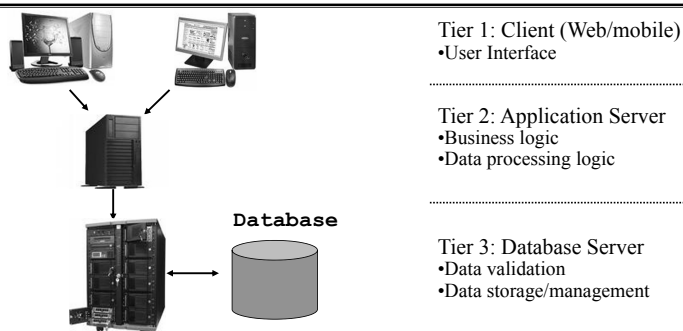 Tier 1: Client (Web/mobile)
•User Interface
Tier 2: Application Server
•Business logic
•Data processing logic
Database
Tier 3: Database Server
•Data validation
•Data storage/management